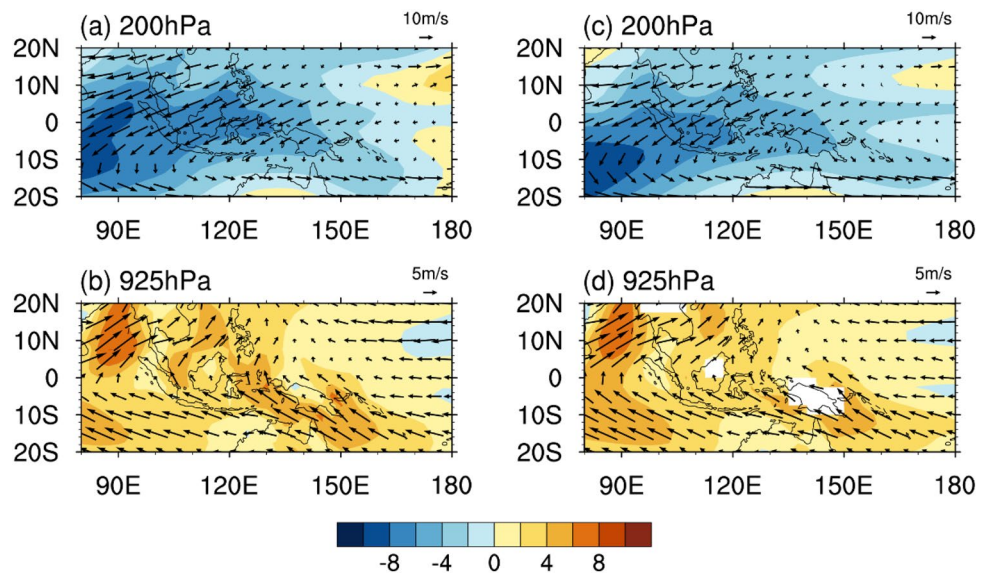 (a) 200hPa 10m/s
20N
10N
0
10S
20S
90E 120E 150E 180
(c) 200hPa 10m/s
20N
10N
0
10S
20S
90E 120E 150E 180
(b) 925hPa 5m/s
20N
10N
0
10S
20S
90E 120E 150E 180
(d) 925hPa 5m/s
20N
10N
0
10S
20S
90E 120E 150E 180
-8 -4 0 4 8